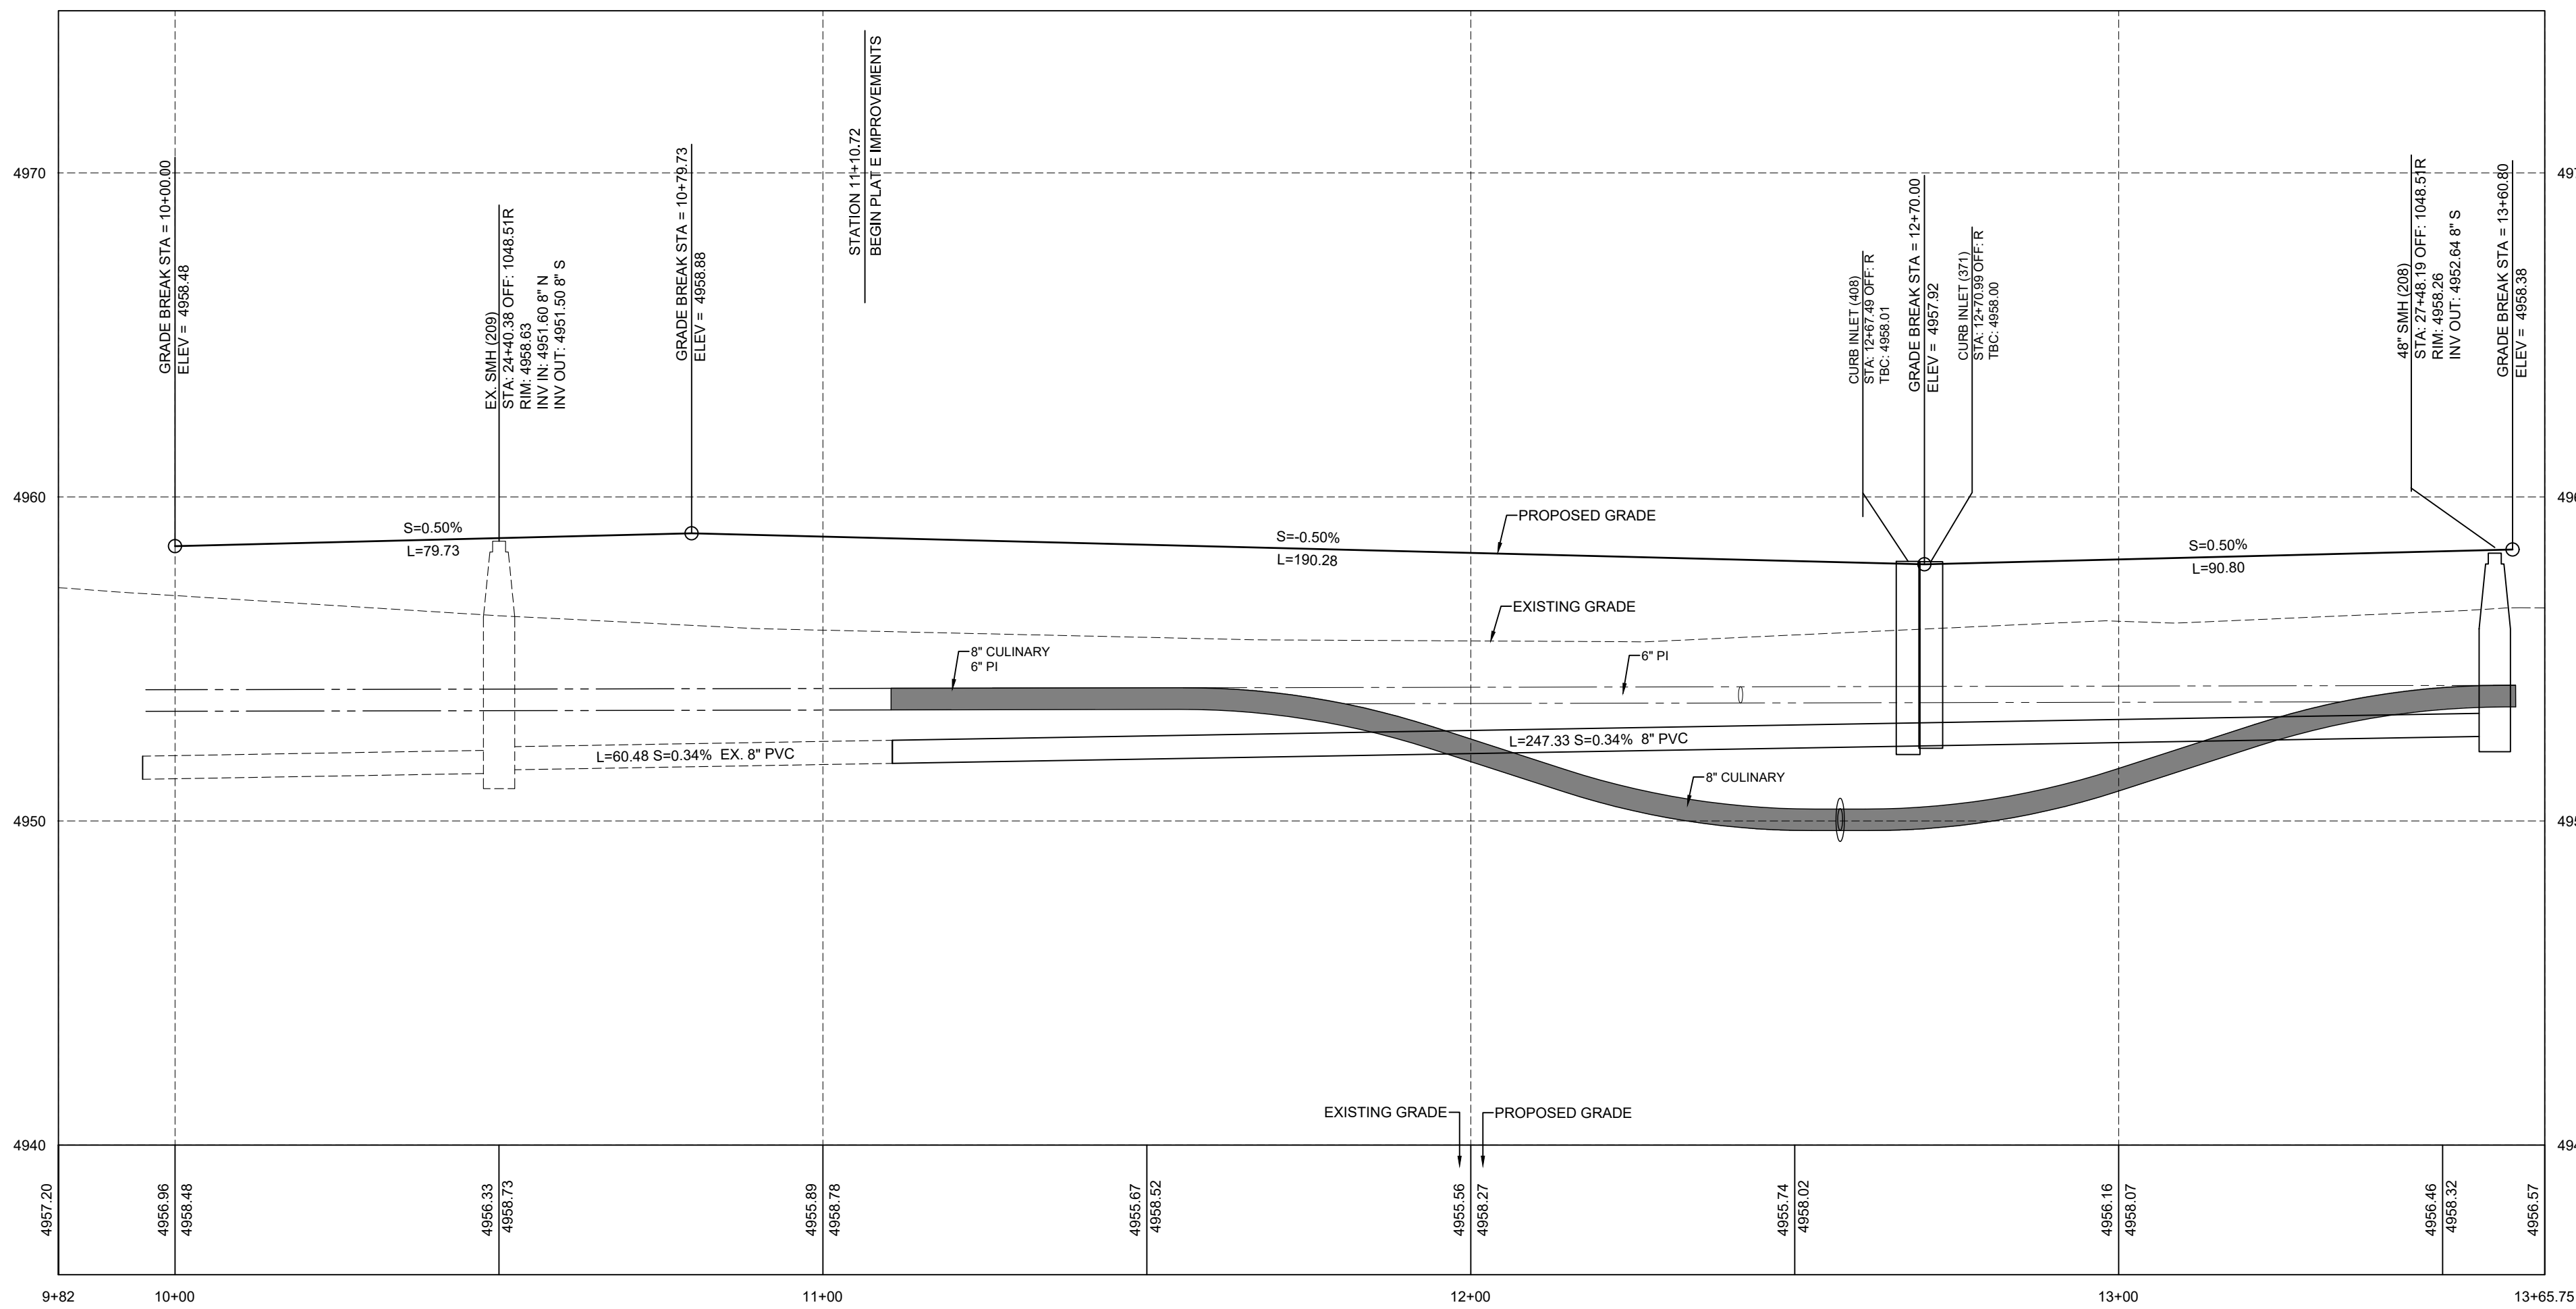 GRADE BREAK STA = 10+00.00
ELEV = 4958.48
EX. SMH (209)
STA: 24+40.38 OFF: 1048.51R
RIM: 4958.63
INV IN: 4951.60 8" N
INV OUT: 4951.50 8" S
GRADE BREAK STA = 10+79.73
ELEV = 4958.88
STATION 11+10.72
BEGIN PLAT E IMPROVEMENTS
CURB INLET (408)
STA: 12+67.49 OFF: R
TBC: 4958.01
GRADE BREAK STA = 12+70.00
ELEV = 4957.92
CURB INLET (371)
STA: 12+70.99 OFF: R
TBC: 4958.00
48" SMH (208)
STA: 27+48.19 OFF: 1048.51R
RIM: 4958.26
INV OUT: 4952.64 8" S
GRADE BREAK STA = 13+60.80
ELEV = 4958.38
4970
4960
4950
4940
S=0.50%
L=79.73
S=-0.50%
L=190.28
PROPOSED GRADE
S=0.50%
L=90.80
EXISTING GRADE
8" CULINARY
6" PI
6" PI
L=60.48 S=0.34% EX. 8" PVC
L=247.33 S=0.34% 8" PVC
8" CULINARY
EXISTING GRADE
PROPOSED GRADE
4957.20
4956.96
4958.48
4956.33
4958.73
4955.89
4958.78
4955.67
4958.52
4955.56
4958.27
4955.74
4958.02
4956.16
4958.07
4956.46
4958.32
4956.57
9+82
10+00
11+00
12+00
13+00
13+65.75